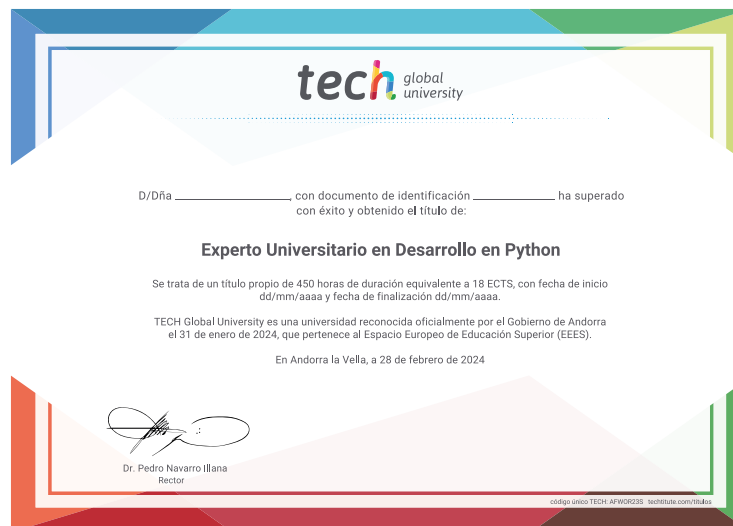 tech global university
D/Dña ________________, con documento de identificación ____________ ha superado
con éxito y obtenido el título de:
Experto Universitario en Desarrollo en Python
Se trata de un título propio de 450 horas de duración equivalente a 18 ECTS, con fecha de inicio
dd/mm/aaaa y fecha de finalización dd/mm/aaaa.
TECH Global University es una universidad reconocida oficialmente por el Gobierno de Andorra
el 31 de enero de 2024, que pertenece al Espacio Europeo de Educación Superior (EEES).
En Andorra la Vella, a 28 de febrero de 2024
Dr. Pedro Navarro Illana
Rector
código único TECH: AFWOR23S techtitute.com/titulos